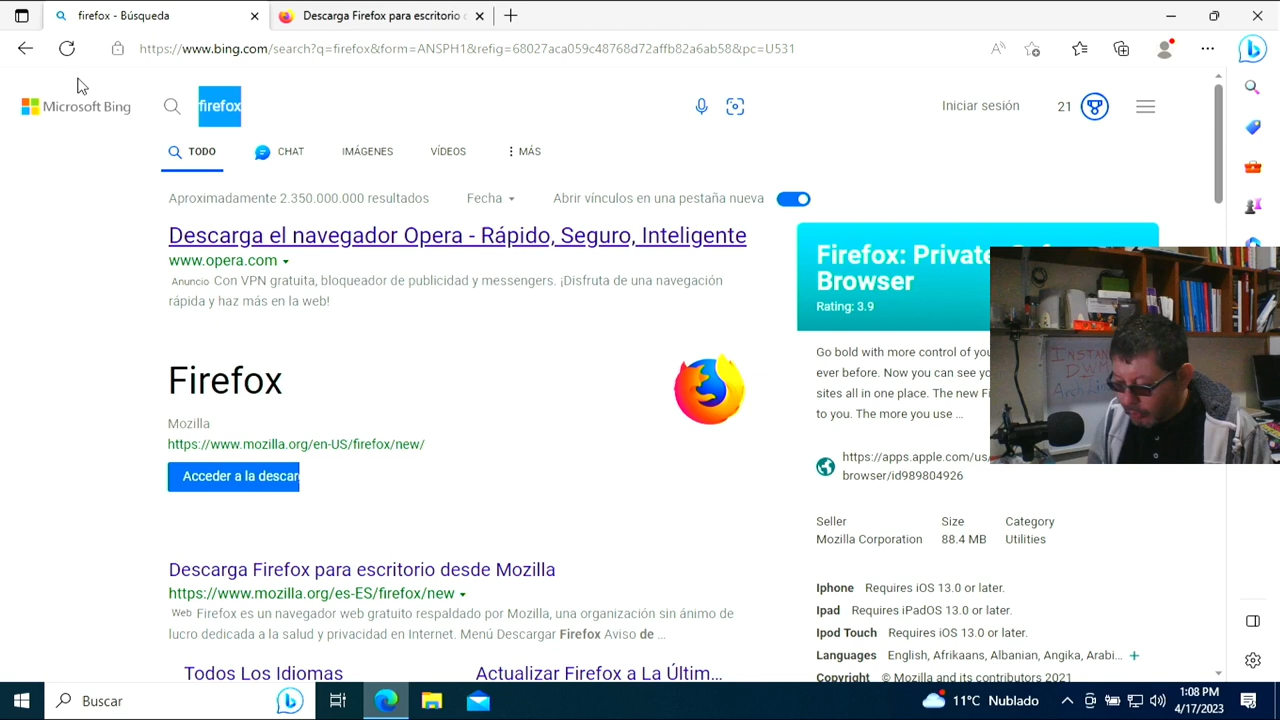 firefox - Búsqueda
Descarga Firefox para escritorio
https://www.bing.com/search?q=firefox&form=ANSPH1&refig=68027aca059c48768d72affb82a6ab58&pc=U531
Microsoft Bing
firefox
Iniciar sesión
21
TODO
CHAT
IMÁGENES
VÍDEOS
MÁS
Aproximadamente 2.350.000.000 resultados
Fecha
Abrir vínculos en una pestaña nueva
Descarga el navegador Opera - Rápido, Seguro, Inteligente
www.opera.com
Anuncio Con VPN gratuita, bloqueador de publicidad y messengers. ¡Disfruta de una navegación
rápida y haz más en la web!
Firefox
Mozilla
https://www.mozilla.org/en-US/firefox/new/
Acceder a la descar
Descarga Firefox para escritorio desde Mozilla
https://www.mozilla.org/es-ES/firefox/new
Web Firefox es un navegador web gratuito respaldado por Mozilla, una organización sin ánimo de
lucro dedicada a la salud y privacidad en Internet. Menú Descargar Firefox Aviso de ...
Todos Los Idiomas
Actualizar Firefox a La Últim...
Firefox: Private
Browser
Rating: 3.9
Go bold with more control of you
ever before. Now you can see yo
sites all in one place. The new Fi
to you. The more you use ...
https://apps.apple.com/us/
browser/id989804926
Seller Size Category
Mozilla Corporation 88.4 MB Utilities
Iphone Requires iOS 13.0 or later.
Ipad Requires iPadOS 13.0 or later.
Ipod Touch Requires iOS 13.0 or later.
Languages English, Afrikaans, Albanian, Angika, Arabi... +
Copyright © Mozilla and its contributors 2021
Buscar
11°C Nublado
1:08 PM
4/17/2023